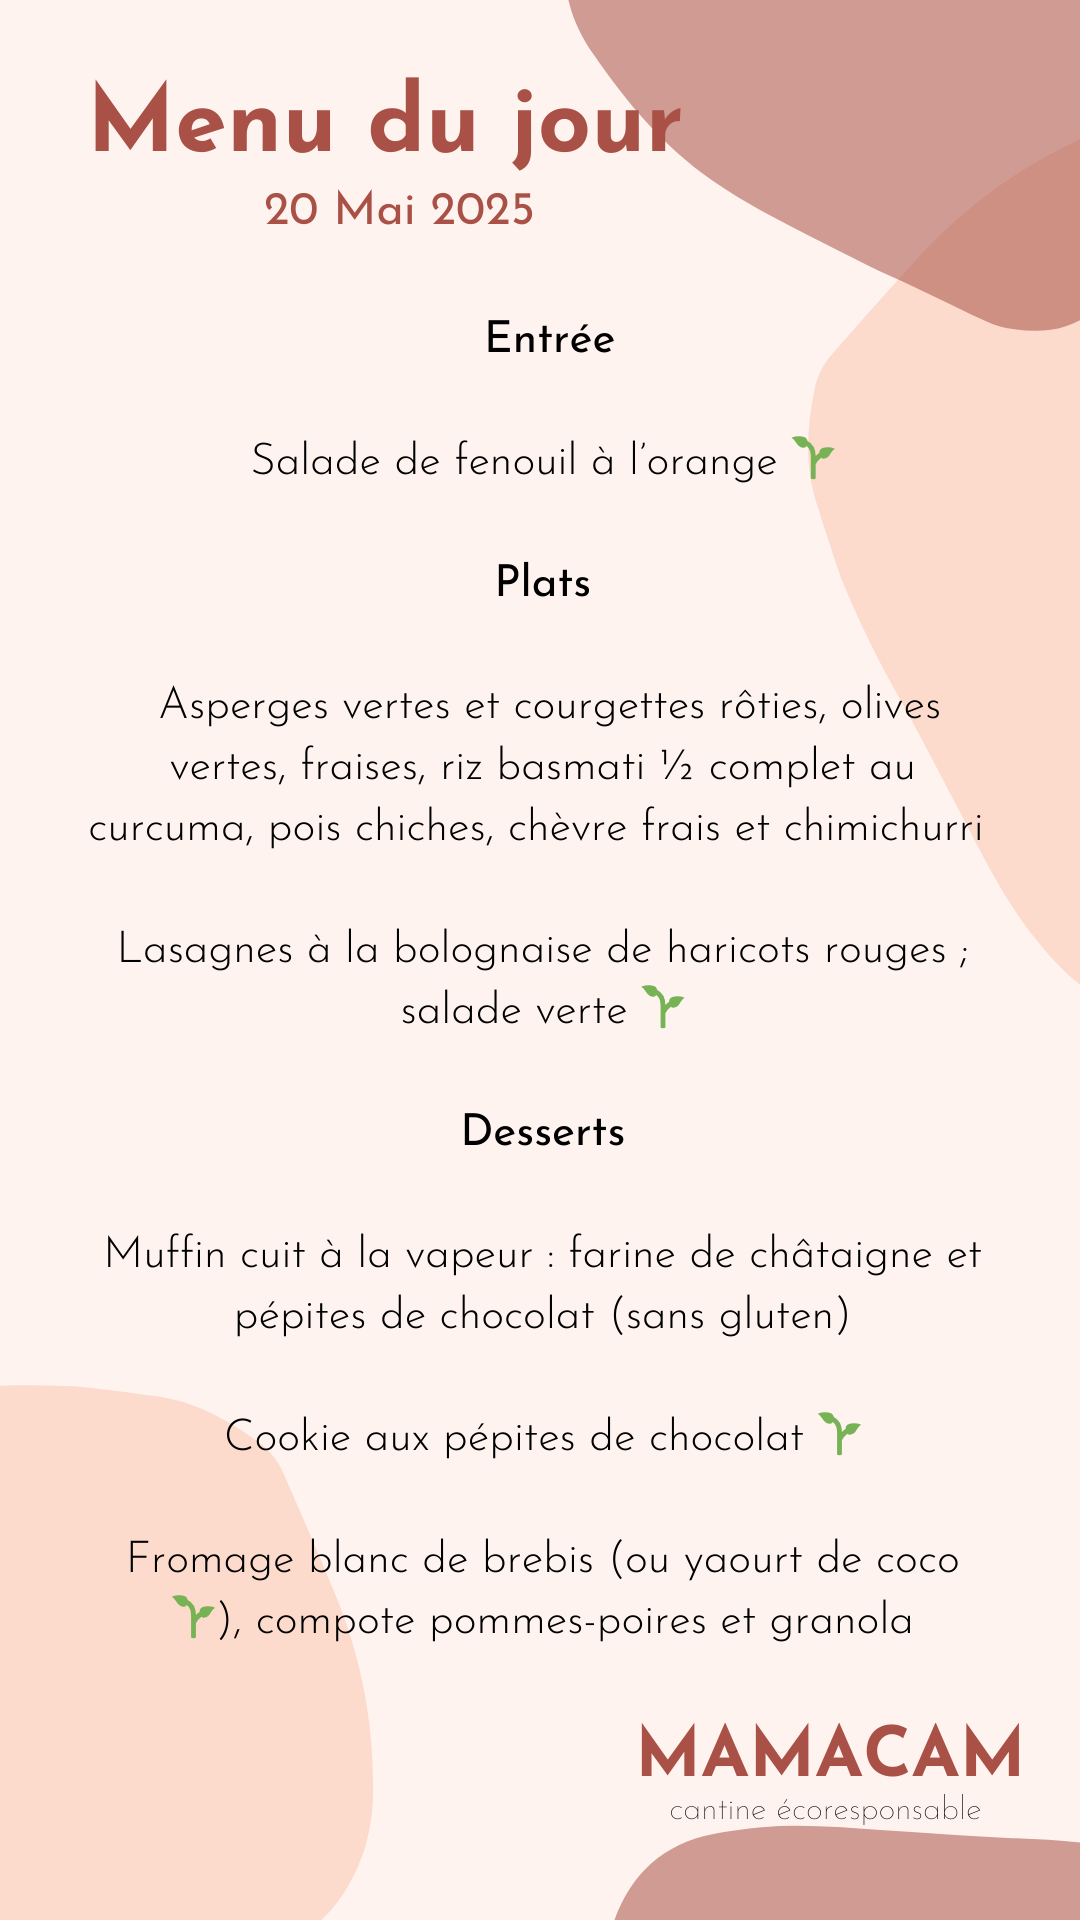 Menu du jour
20 Mai 2025
Entrée
Salade de fenouil à l'orange 🌱
Plats
Asperges vertes et courgettes rôties, olives
vertes, fraises, riz basmati ½ complet au
curcuma, pois chiches, chèvre frais et chimichurri
Lasagnes à la bolognaise de haricots rouges ;
salade verte 🌱
Desserts
Muffin cuit à la vapeur : farine de châtaigne et
pépites de chocolat (sans gluten)
Cookie aux pépites de chocolat 🌱
Fromage blanc de brebis (ou yaourt de coco
🌱), compote pommes-poires et granola
MAMACAM
cantine écoresponsable